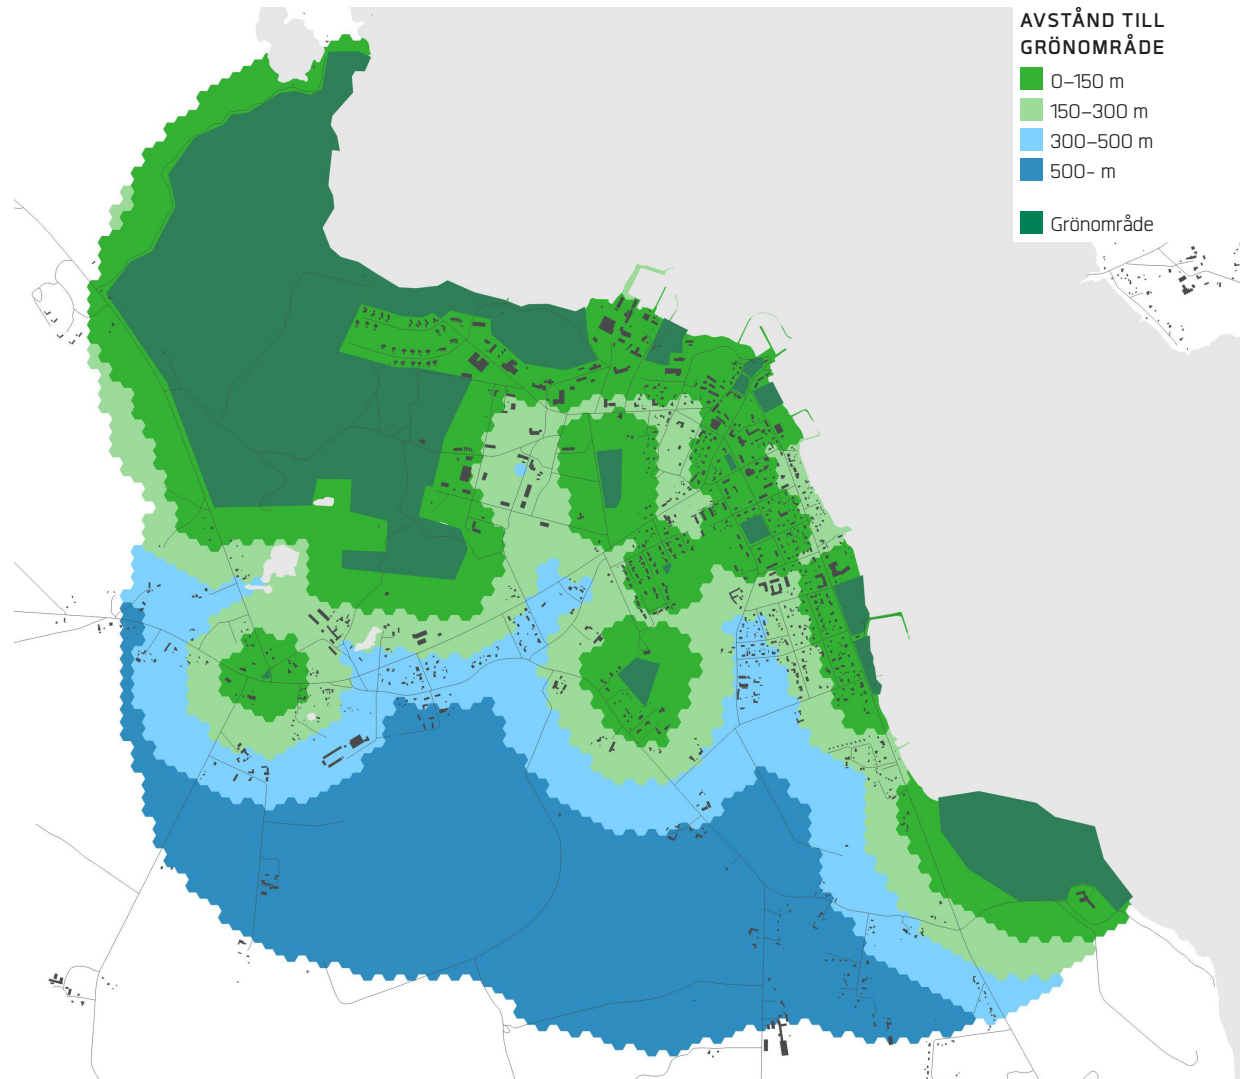 AVSTÅND TILL
GRÖNOMRÅDE
0–150 m
150–300 m
300–500 m
500- m
Grönområde